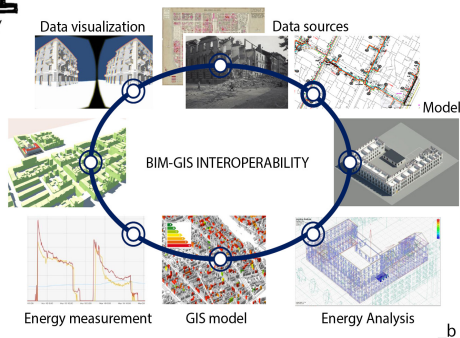 Data visualization
Data sources
Model
BIM-GIS INTEROPERABILITY
Energy measurement
GIS model
Energy Analysis
b